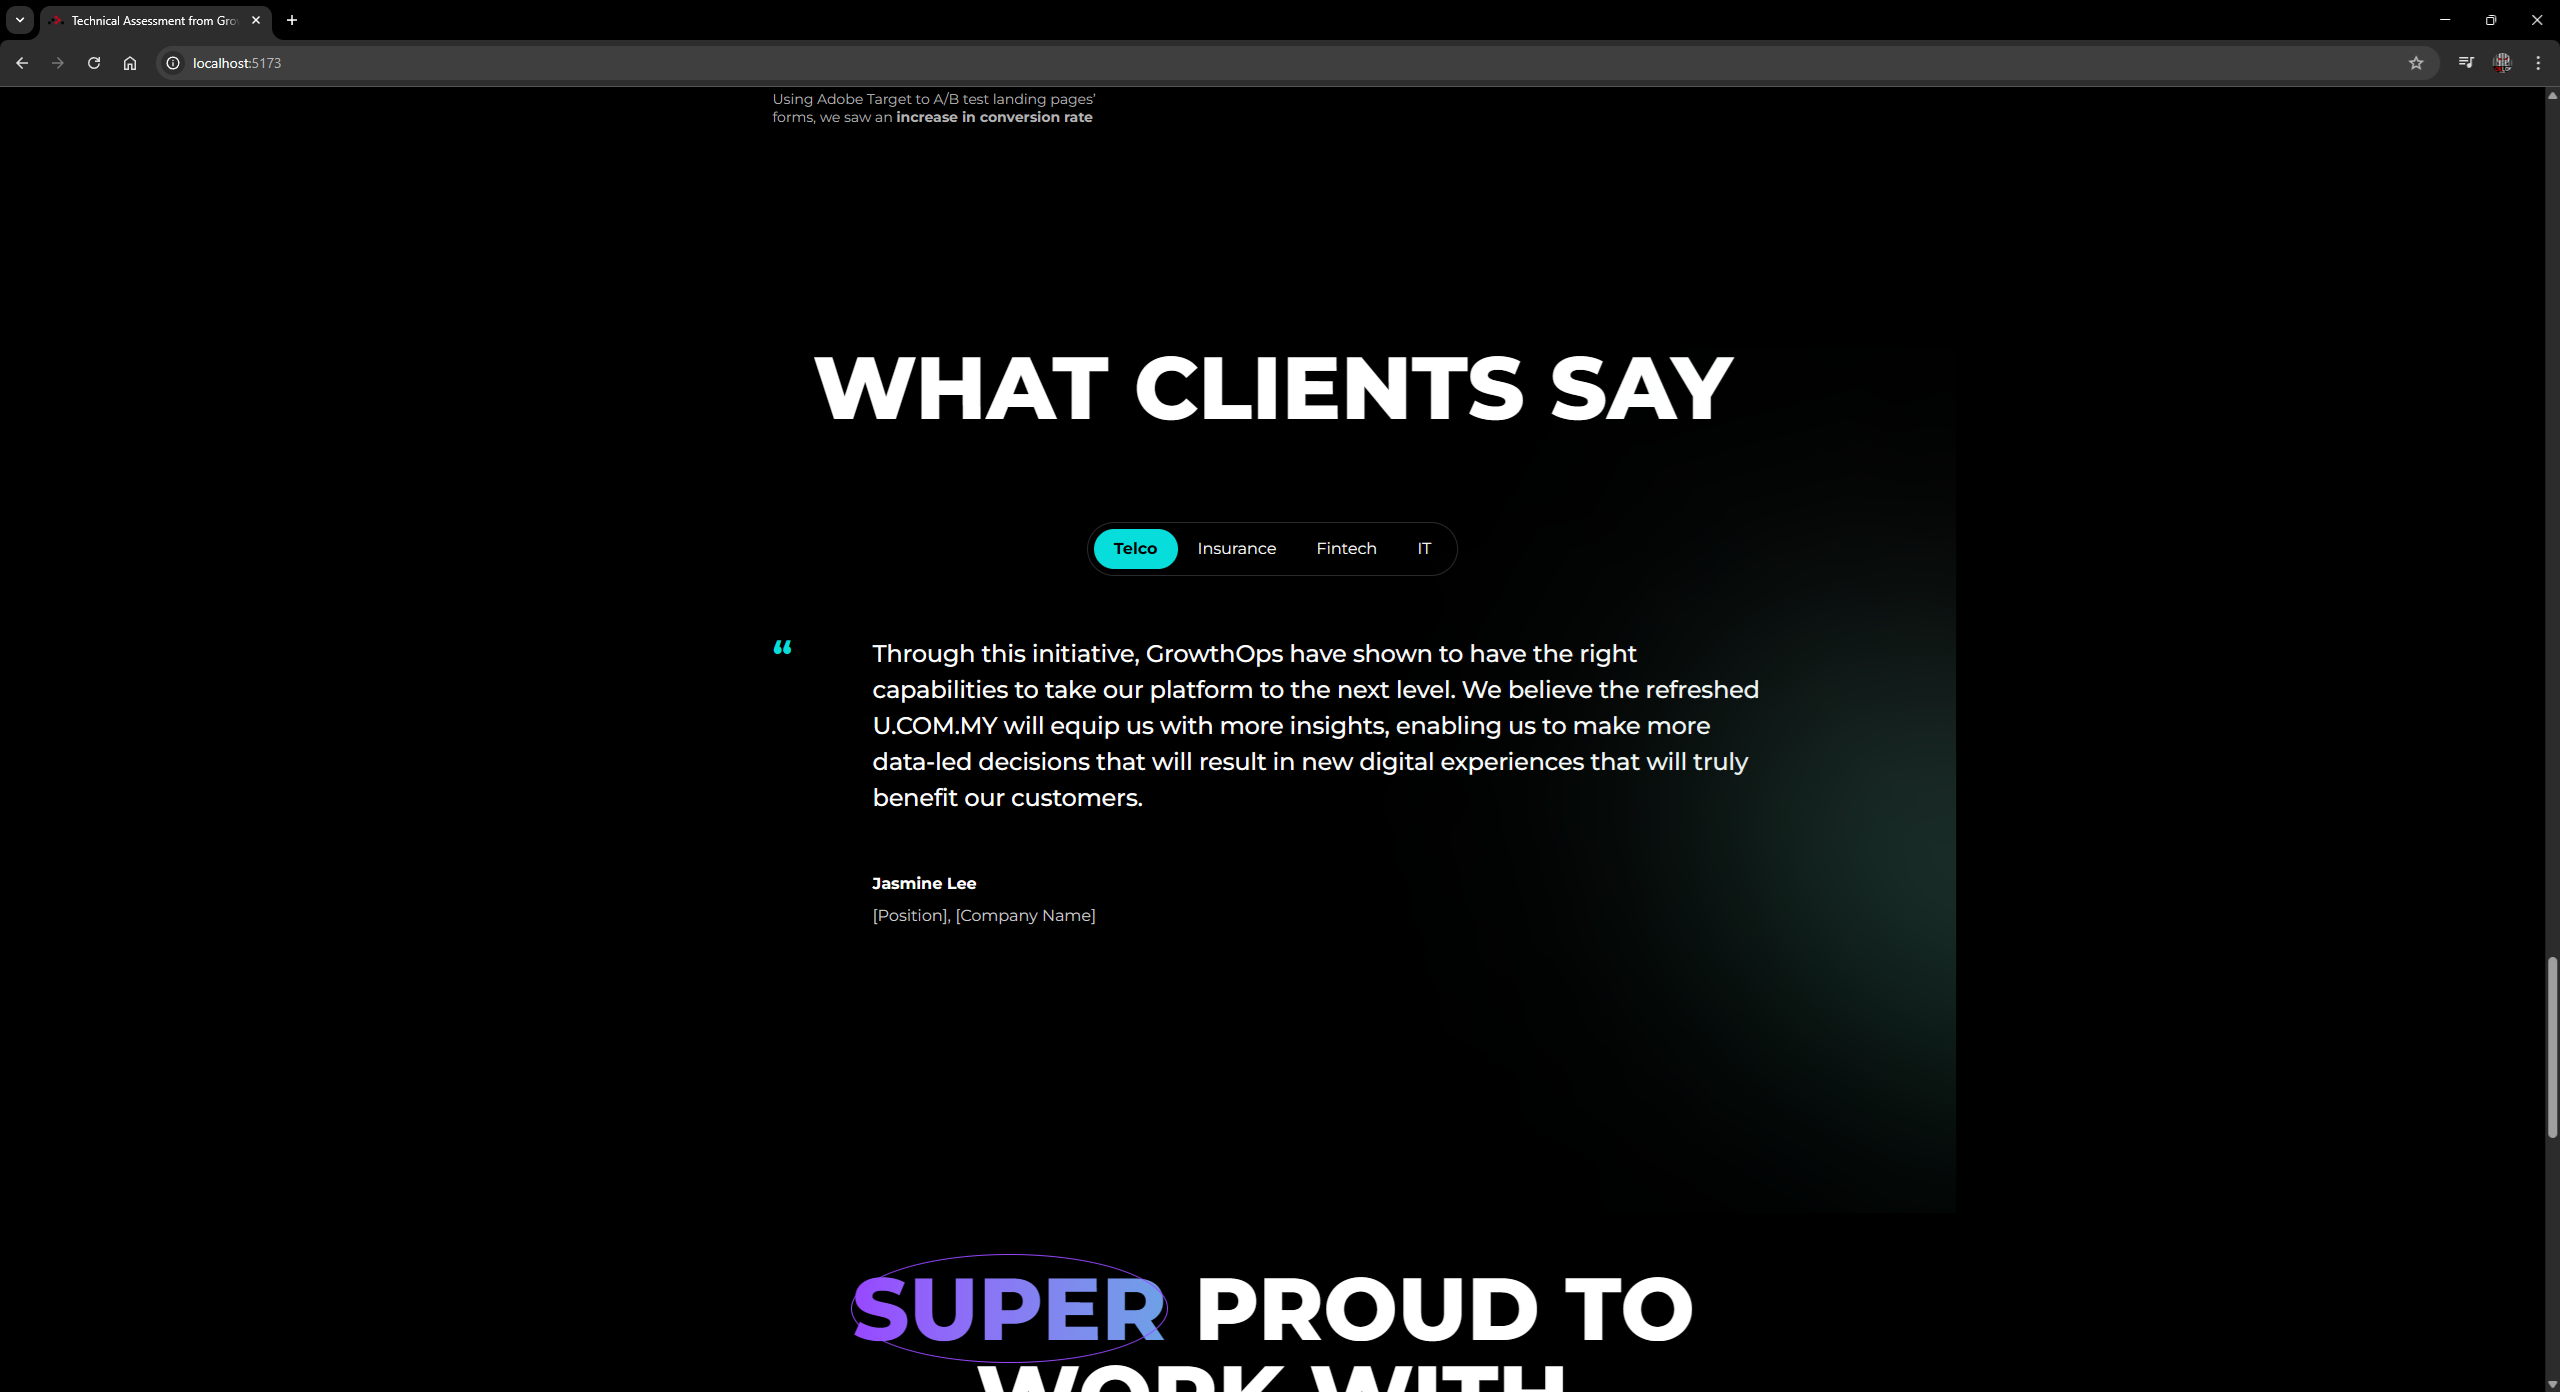 Technical Assessment from Gro
localhost:5173
Using Adobe Target to A/B test landing pages’
forms, we saw an increase in conversion rate
WHAT CLIENTS SAY
Telco
Insurance
Fintech
IT
“
Through this initiative, GrowthOps have shown to have the right
capabilities to take our platform to the next level. We believe the refreshed
U.COM.MY will equip us with more insights, enabling us to make more
data-led decisions that will result in new digital experiences that will truly
benefit our customers.
Jasmine Lee
[Position], [Company Name]
SUPER PROUD TO
WORK WITH